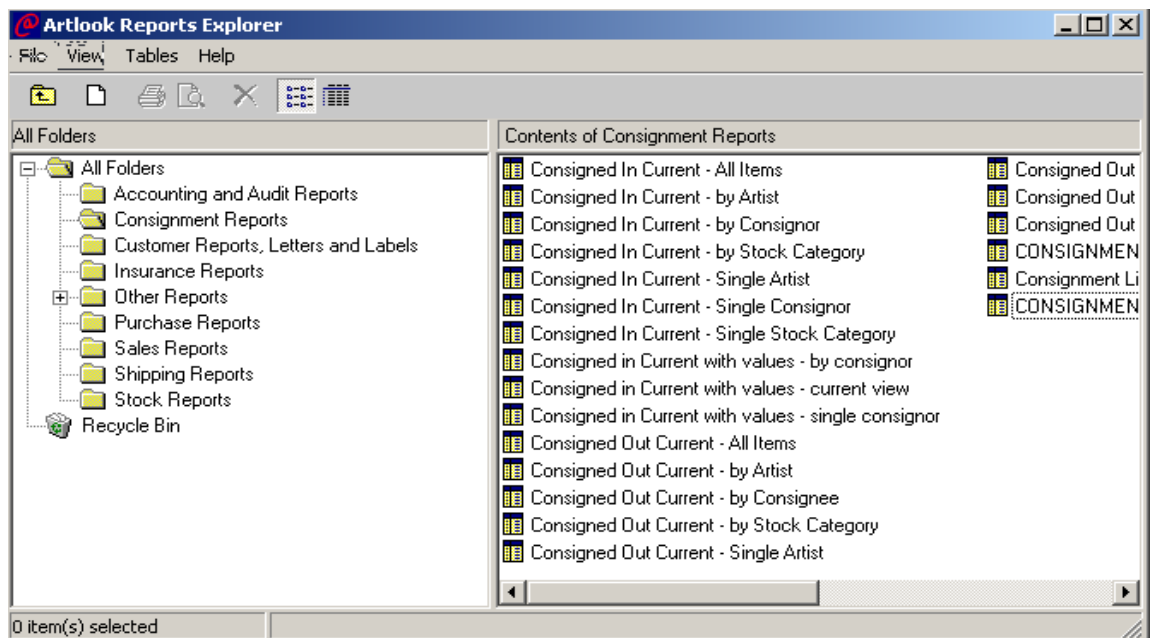 Artlook Reports Explorer
File View Tables Help
All Folders
Contents of Consignment Reports
All Folders
Accounting and Audit Reports
Consignment Reports
Customer Reports, Letters and Labels
Insurance Reports
Other Reports
Purchase Reports
Sales Reports
Shipping Reports
Stock Reports
Recycle Bin
Consigned In Current - All Items
Consigned In Current - by Artist
Consigned In Current - by Consignor
Consigned In Current - by Stock Category
Consigned In Current - Single Artist
Consigned In Current - Single Consignor
Consigned In Current - Single Stock Category
Consigned in Current with values - by consignor
Consigned in Current with values - current view
Consigned in Current with values - single consignor
Consigned Out Current - All Items
Consigned Out Current - by Artist
Consigned Out Current - by Consignee
Consigned Out Current - by Stock Category
Consigned Out Current - Single Artist
Consigned Out
Consigned Out
Consigned Out
CONSIGNMEN
Consignment Li
CONSIGNMEN
0 item(s) selected